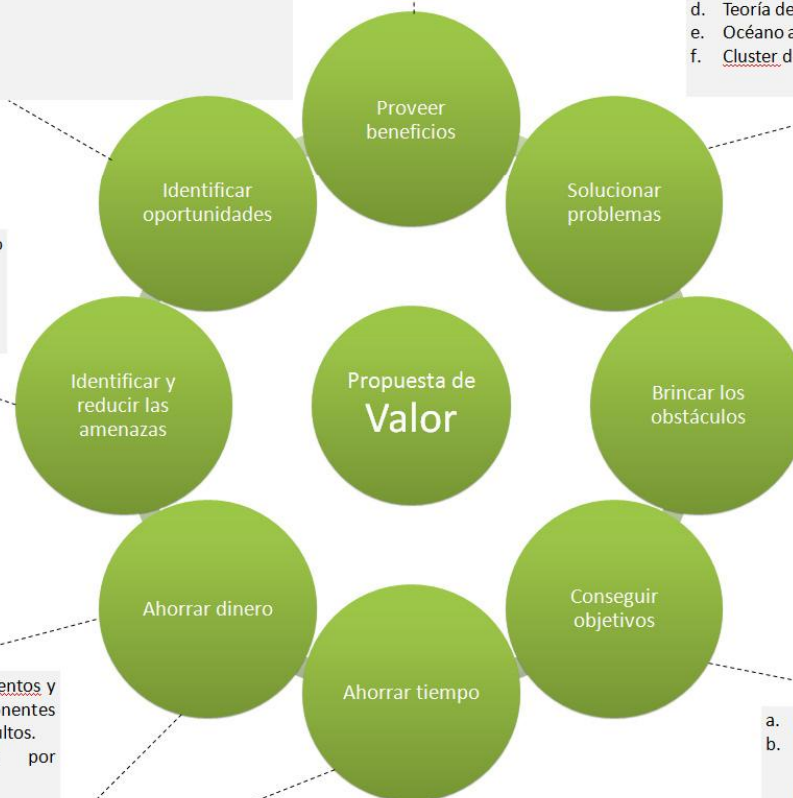 d. Teoría de
e. Océano a
f. Cluster d
Proveer
beneficios
Identificar
oportunidades
Solucionar
problemas
Identificar y
reducir las
amenazas
Propuesta de
Valor
Brincar los
obstáculos
Ahorrar dinero
Conseguir
objetivos
Ahorrar tiempo
entos y
nentes
ltos.
por
a.
b.